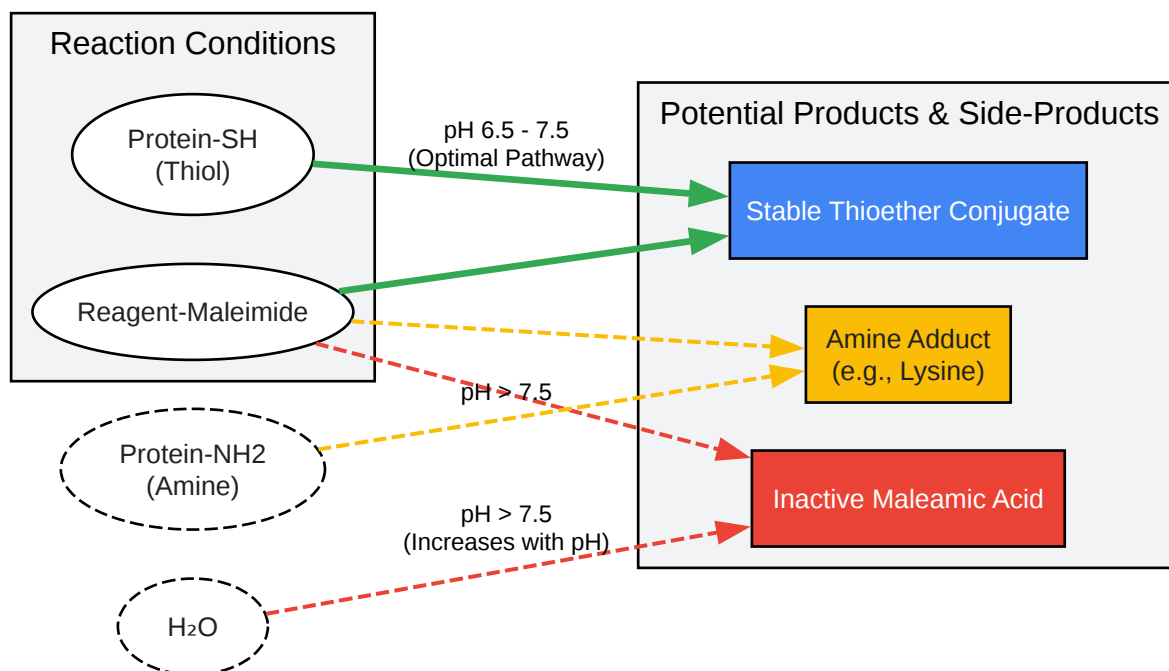 Reaction Conditions
Protein-SH
(Thiol)
Reagent-Maleimide
Protein-NH2
(Amine)
H₂O
pH 6.5 - 7.5
(Optimal Pathway)
pH > 7.5
pH > 7.5
(Increases with pH)
Potential Products & Side-Products
Stable Thioether Conjugate
Amine Adduct
(e.g., Lysine)
Inactive Maleamic Acid